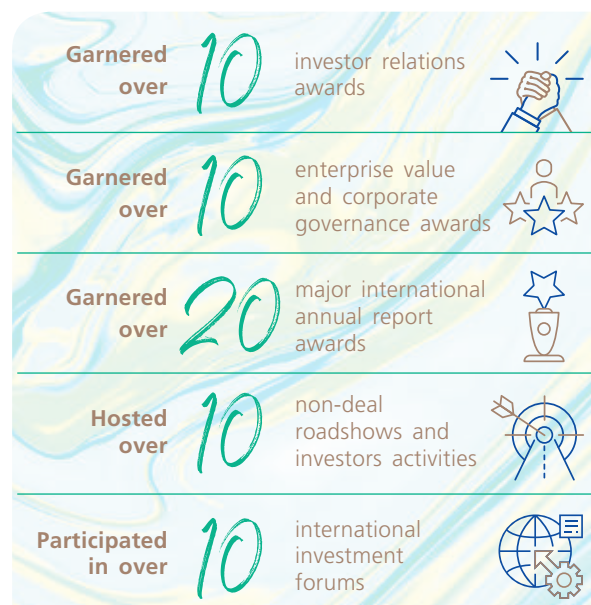 Garnered
over
10
investor relations
awards
Garnered
over
10
enterprise value
and corporate
governance awards
Garnered
over
20
major international
annual report
awards
Hosted
over
10
non-deal
roadshows and
investors activities
Participated
in over
10
international
investment
forums